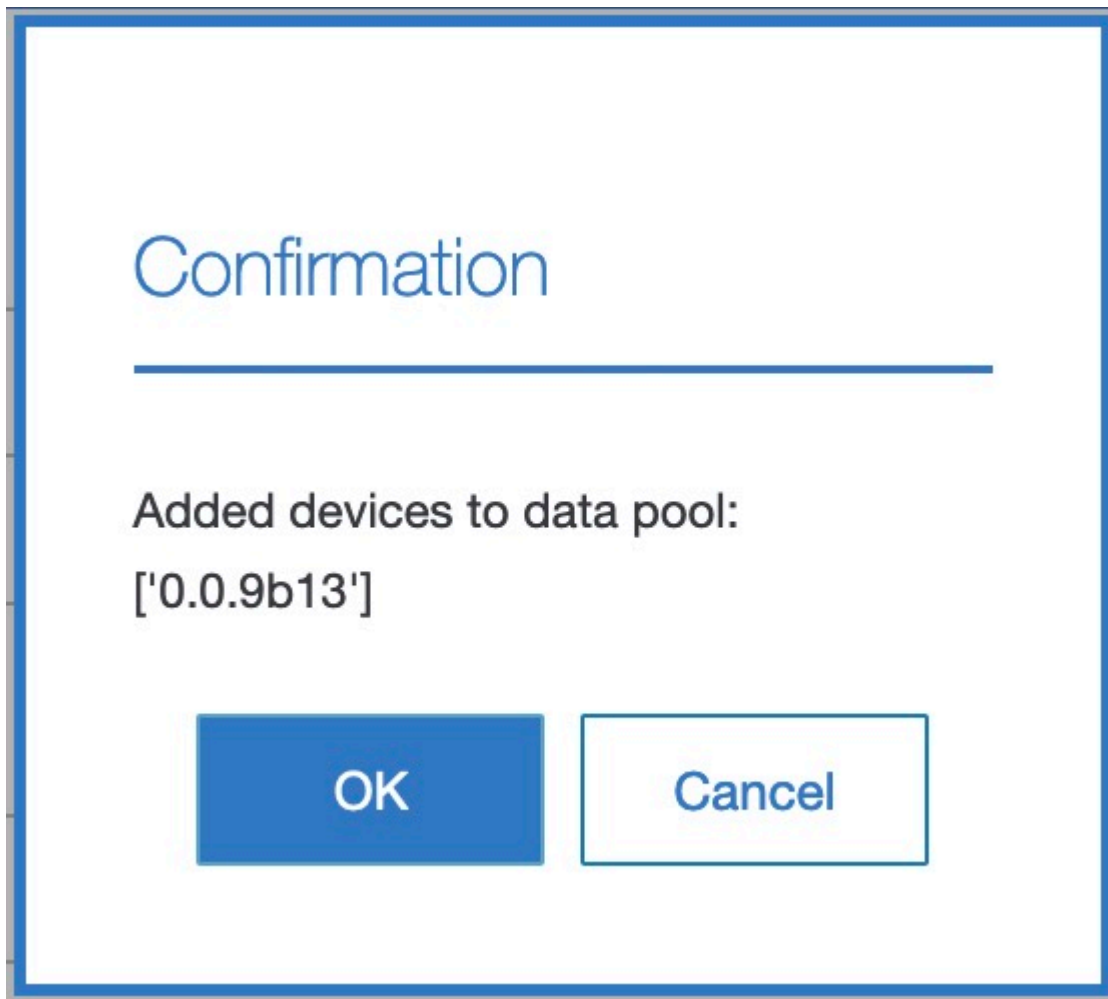 Confirmation
Added devices to data pool:
['0.0.9b13']
OK
Cancel